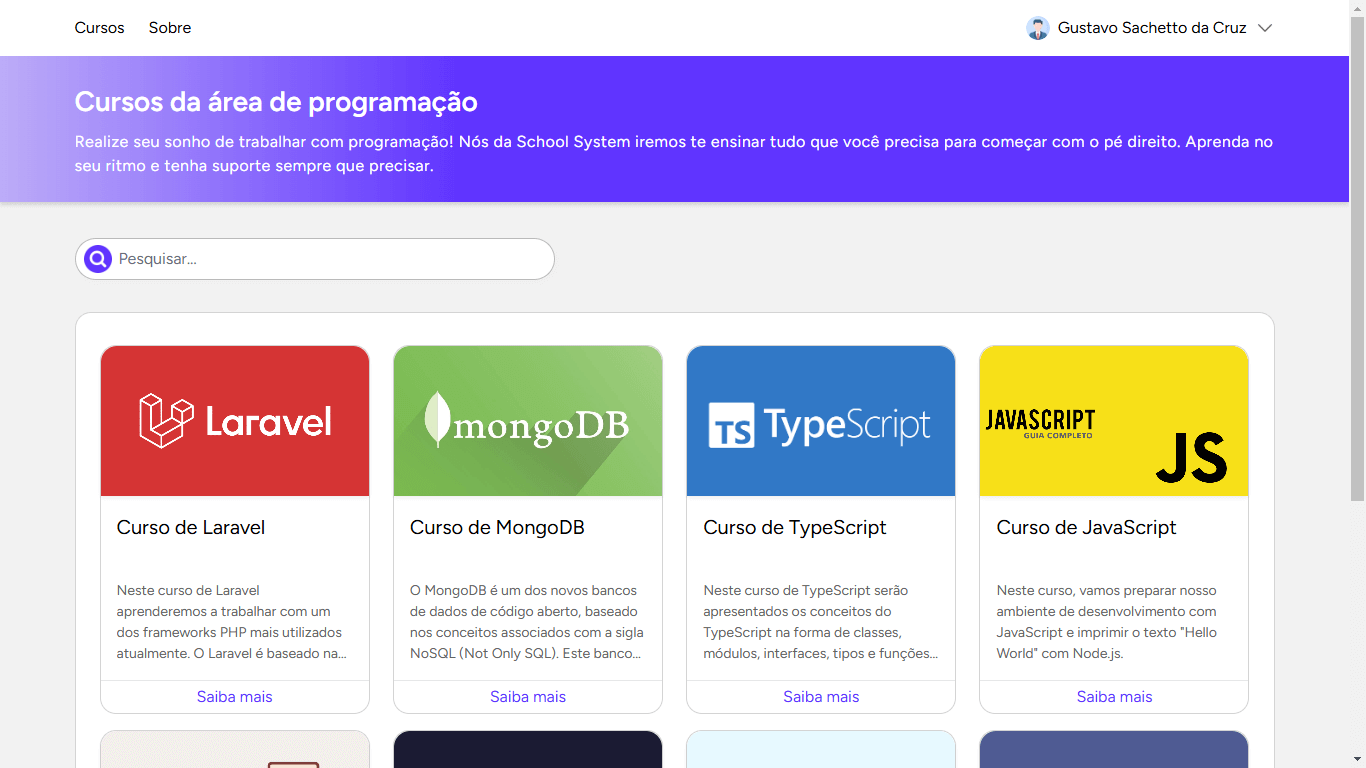 Cursos Sobre Gustavo Sachetto da Cruz
Cursos da área de programação
Realize seu sonho de trabalhar com programação! Nós da School System iremos te ensinar tudo que você precisa para começar com o pé direito. Aprenda no
seu ritmo e tenha suporte sempre que precisar.
Pesquisar...
Laravel
mongoDB
TS TypeScript
JAVASCRIPT
GUIA COMPLETO
JS
Curso de Laravel
Neste curso de Laravel
aprenderemos a trabalhar com um
dos frameworks PHP mais utilizados
atualmente. O Laravel é baseado na...
Saiba mais
Curso de MongoDB
O MongoDB é um dos novos bancos
de dados de código aberto, baseado
nos conceitos associados com a sigla
NoSQL (Not Only SQL). Este banco...
Saiba mais
Curso de TypeScript
Neste curso de TypeScript serão
apresentados os conceitos do
TypeScript na forma de classes,
módulos, interfaces, tipos e funções...
Saiba mais
Curso de JavaScript
Neste curso, vamos preparar nosso
ambiente de desenvolvimento com
JavaScript e imprimir o texto "Hello
World" com Node.js.
Saiba mais